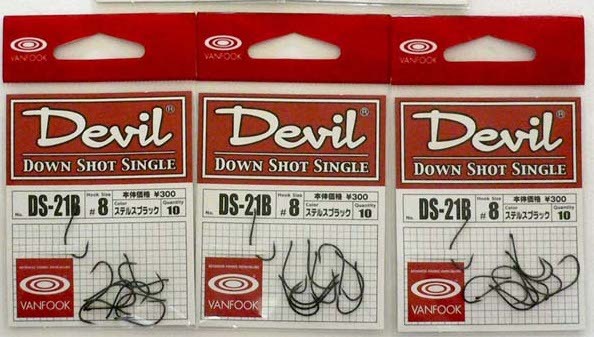 VANFOOK
Devil®
DOWN SHOT SINGLE
No. DS-21B Hook Size # 8 本体価格 ¥300 Color ステルスブラック Quantity 10
VANFOOK
VANFOOK
Devil®
DOWN SHOT SINGLE
No. DS-21B Hook Size # 8 本体価格 ¥300 Color ステルスブラック Quantity 10
VANFOOK
VANFOOK
Devil®
DOWN SHOT SINGLE
No. DS-21B Hook Size # 8 本体価格 ¥300 Color ステルスブラック Quantity 10
VANFOOK